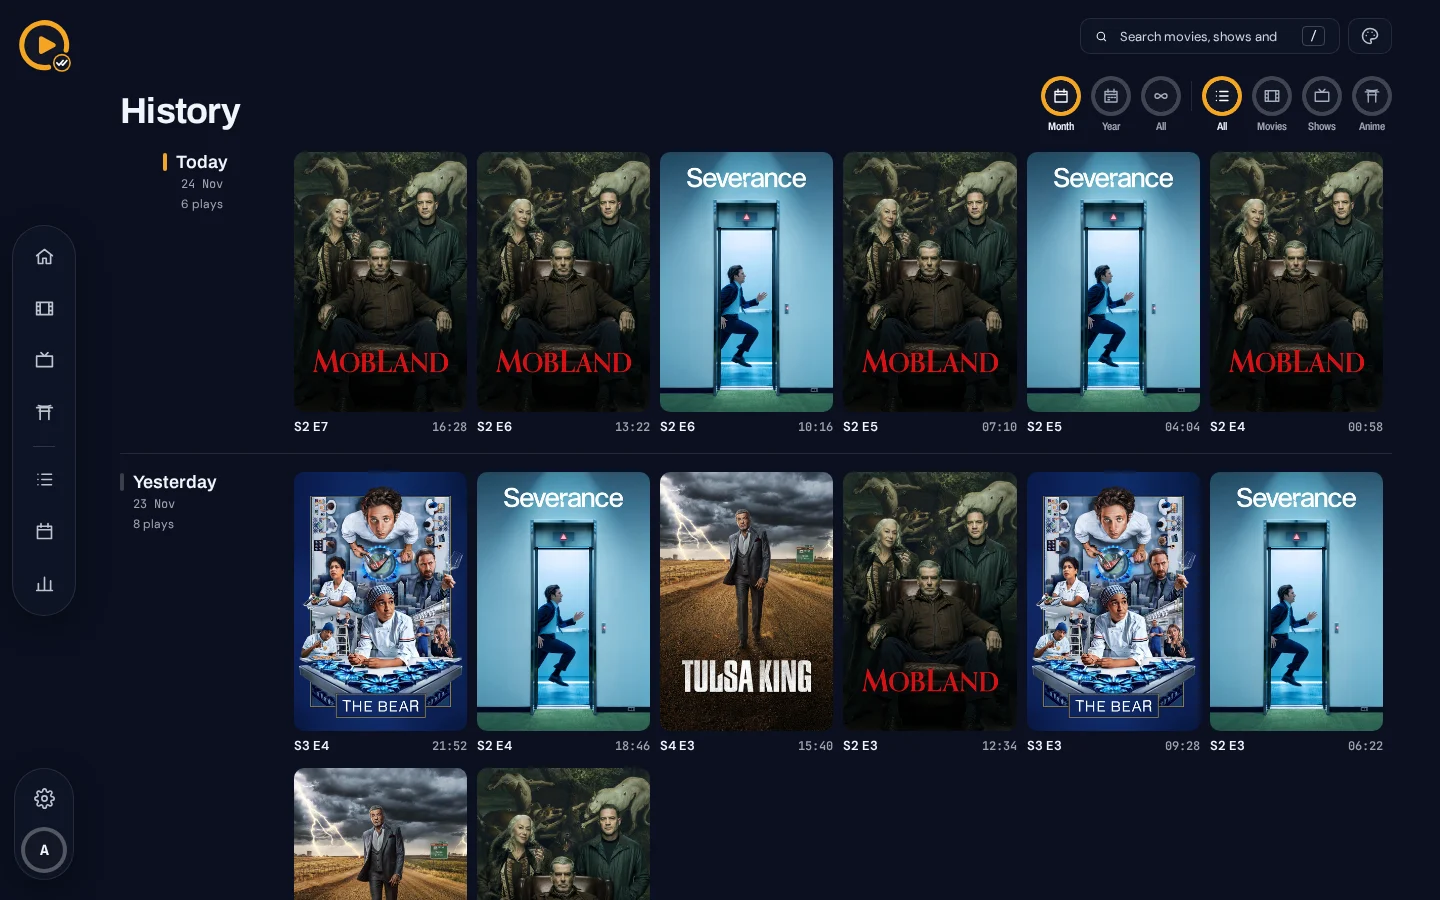 Search movies, shows and
/
History
Month
Year
All
All
Movies
Shows
Anime
Today
24 Nov
6 plays
MOBLAND
MOBLAND
Severance
MOBLAND
Severance
MOBLAND
S2 E7
16:28
S2 E6
13:22
S2 E6
10:16
S2 E5
07:10
S2 E5
04:04
S2 E4
00:58
Yesterday
23 Nov
8 plays
THE BEAR
Severance
TULSA KING
MOBLAND
THE BEAR
Severance
S3 E4
21:52
S2 E4
18:46
S4 E3
15:40
S2 E3
12:34
S3 E3
09:28
S2 E3
06:22
A